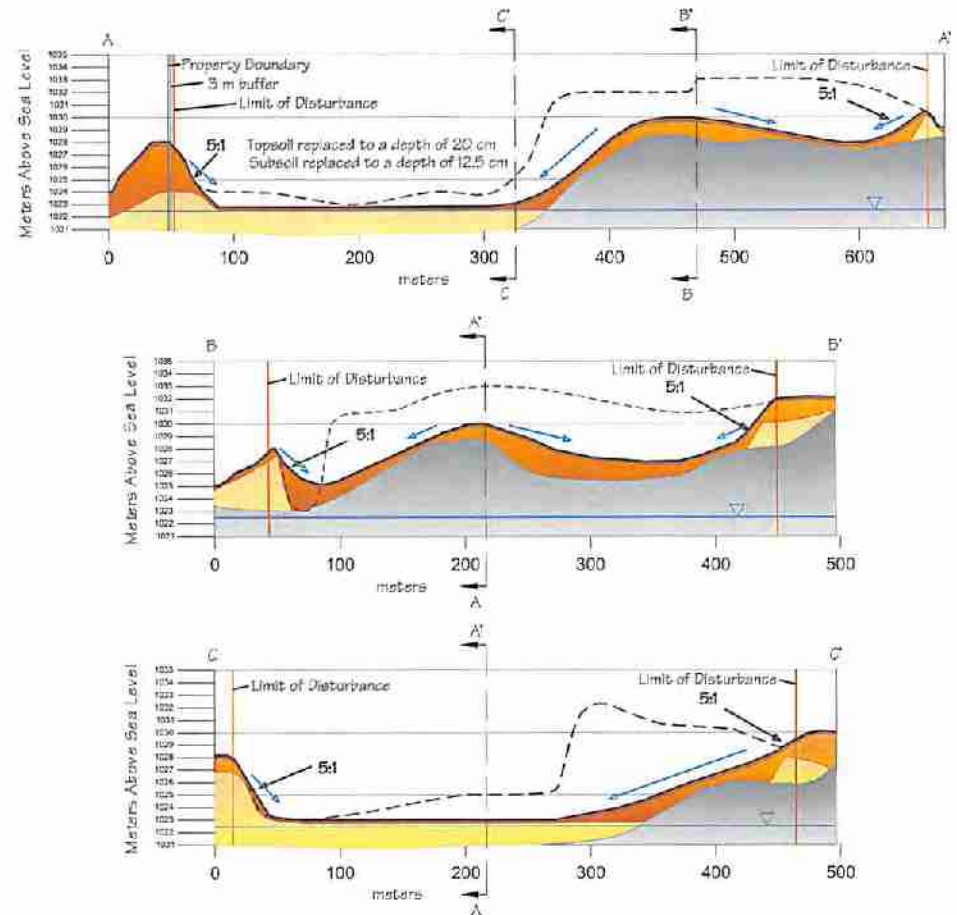 A
C'
B'
A'
Meters Above Sea Level
Property Boundary
3 m buffer
Limit of Disturbance
5:1
Topsoil replaced to a depth of 20 cm
Subsoil replaced to a depth of 12.5 cm
Limit of Disturbance
5:1
0 100 200 300 400 500 600
meters
C
B
A'
B
B'
Meters Above Sea Level
Limit of Disturbance
5:1
Limit of Disturbance
5:1
0 100 200 300 400 500
meters
A
A'
C
C'
Meters Above Sea Level
Limit of Disturbance
5:1
Limit of Disturbance
5:1
0 100 200 300 400 500
meters
A